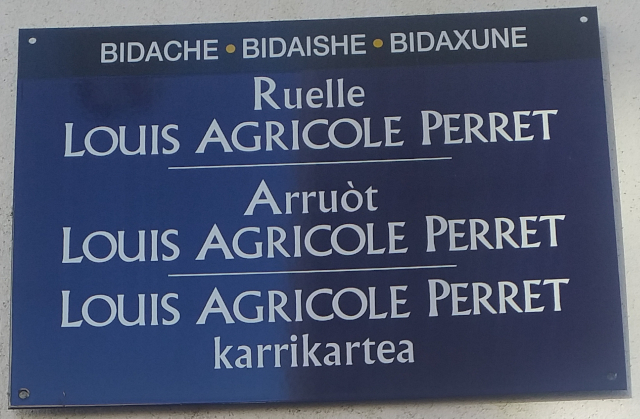 BIDACHE • BIDAISHE • BIDAXUNE
Ruelle
LOUIS AGRICOLE PERRET
Arruòt
LOUIS AGRICOLE PERRET
LOUIS AGRICOLE PERRET
karrikartea